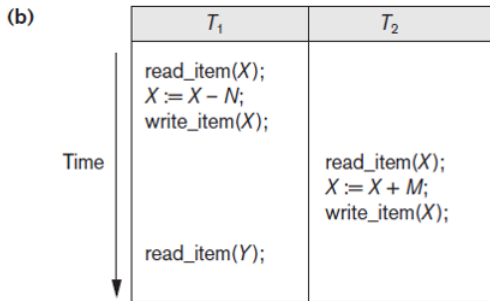 (b)
T₁ T₂
read_item(X);
X := X – N;
write_item(X);
Time
read_item(X);
X := X + M;
write_item(X);
read_item(Y);